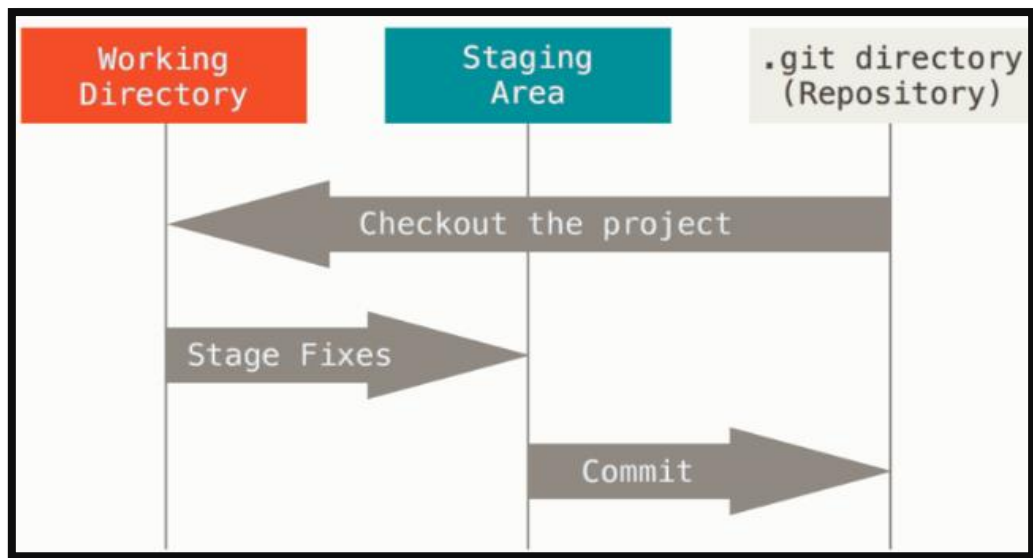 Working
Directory
Staging
Area
.git directory
(Repository)
Checkout the project
Stage Fixes
Commit